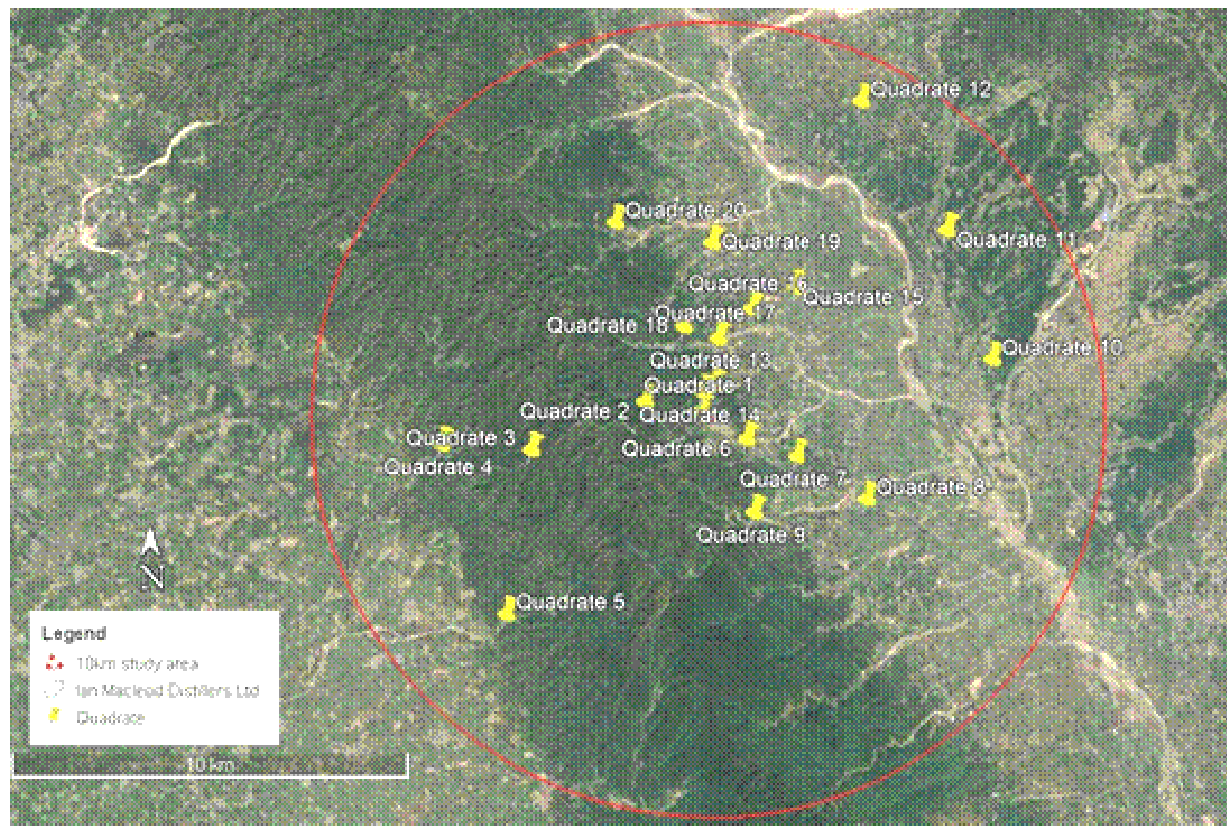 Quadrate 12
Quadrate 20
Quadrate 19
Quadrate 11
Quadrate 16
Quadrate 15
Quadrate 17
Quadrate 18
Quadrate 10
Quadrate 13
Quadrate 1
Quadrate 2
Quadrate 14
Quadrate 3
Quadrate 6
Quadrate 4
Quadrate 7
Quadrate 8
Quadrate 9
Quadrate 5
N
Legend
10km study area
Ian Macleod Distillers Ltd
Quadrate
10 km